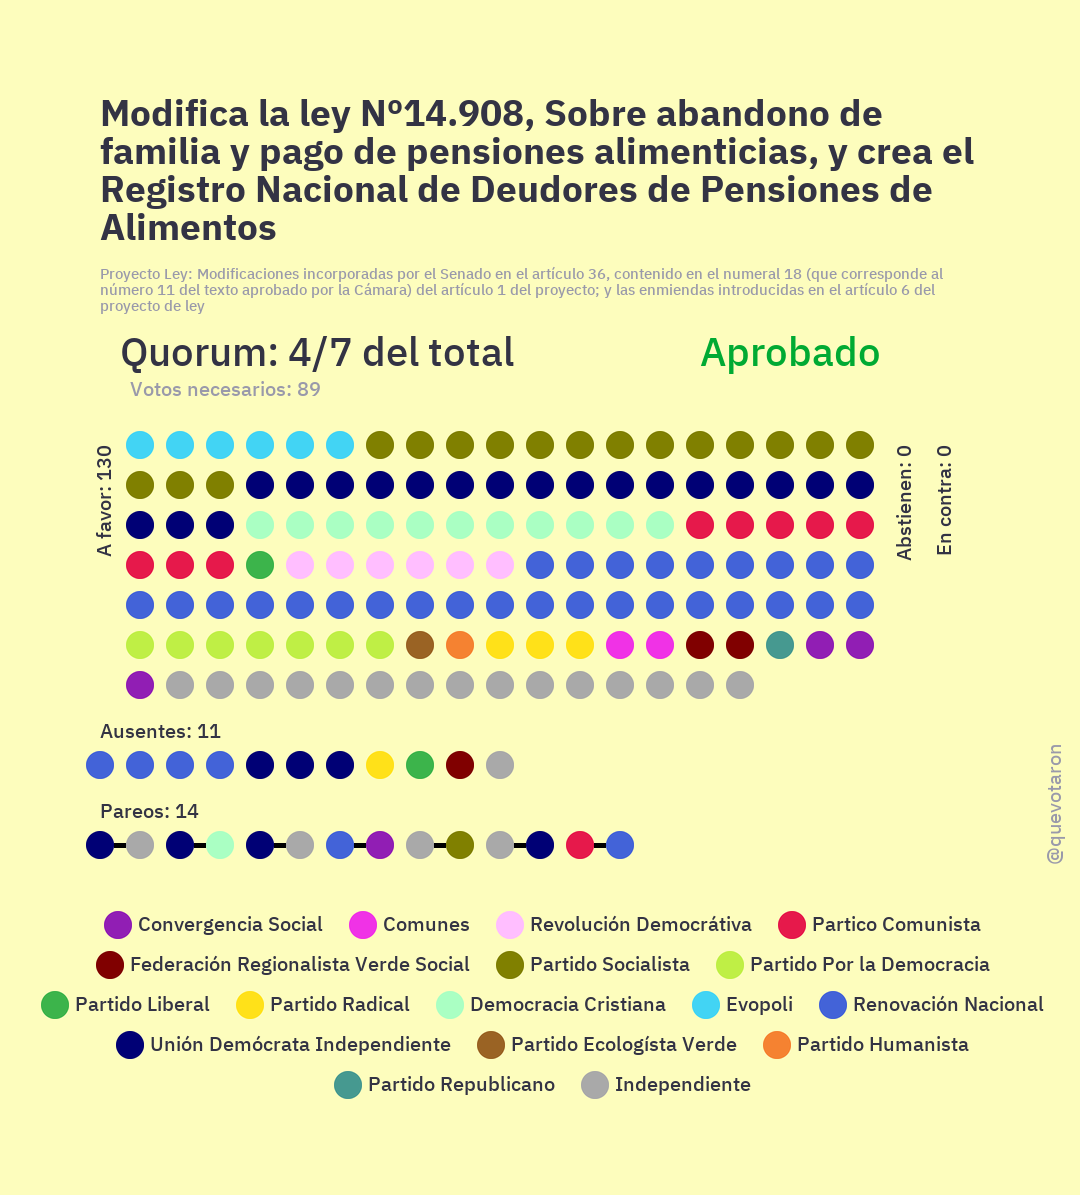 Modifica la ley Nº14.908, Sobre abandono de
familia y pago de pensiones alimenticias, y crea el
Registro Nacional de Deudores de Pensiones de
Alimentos
Proyecto Ley: Modificaciones incorporadas por el Senado en el artículo 36, contenido en el numeral 18 (que corresponde al
número 11 del texto aprobado por la Cámara) del artículo 1 del proyecto; y las enmiendas introducidas en el artículo 6 del
proyecto de ley
Quorum: 4/7 del total
Aprobado
Votos necesarios: 89
A favor: 130
Abstienen: 0
En contra: 0
Ausentes: 11
Pareos: 14
@quevotaron
Convergencia Social
Comunes
Revolución Democrátiva
Partico Comunista
Federación Regionalista Verde Social
Partido Socialista
Partido Por la Democracia
Partido Liberal
Partido Radical
Democracia Cristiana
Evopoli
Renovación Nacional
Unión Demócrata Independiente
Partido Ecologísta Verde
Partido Humanista
Partido Republicano
Independiente